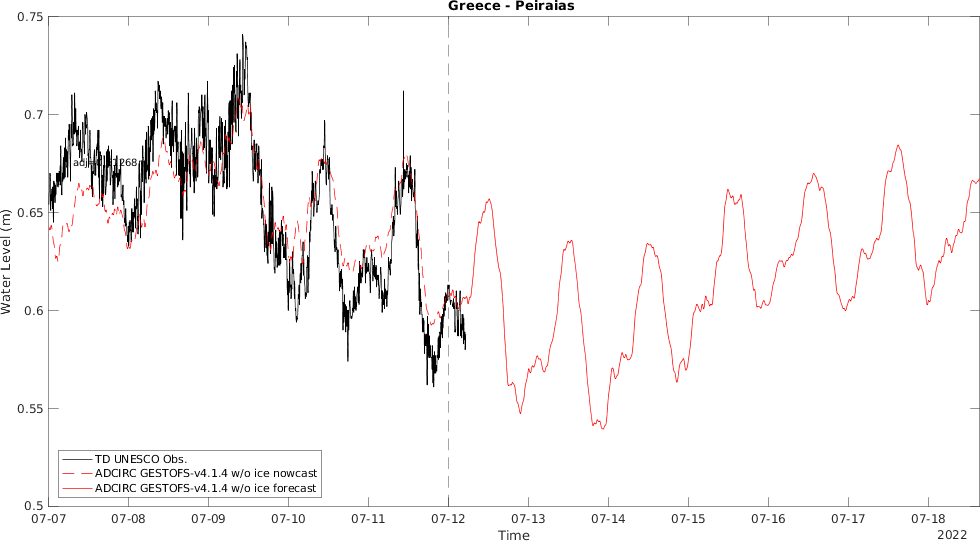 Greece - Peiraias
0.75
0.7
0.65
0.6
0.55
0.5
Water Level (m)
TD UNESCO Obs.
ADCIRC GESTOFS-v4.1.4 w/o ice nowcast
ADCIRC GESTOFS-v4.1.4 w/o ice forecast
07-07 07-08 07-09 07-10 07-11 07-12 07-13 07-14 07-15 07-16 07-17 07-18
Time
2022